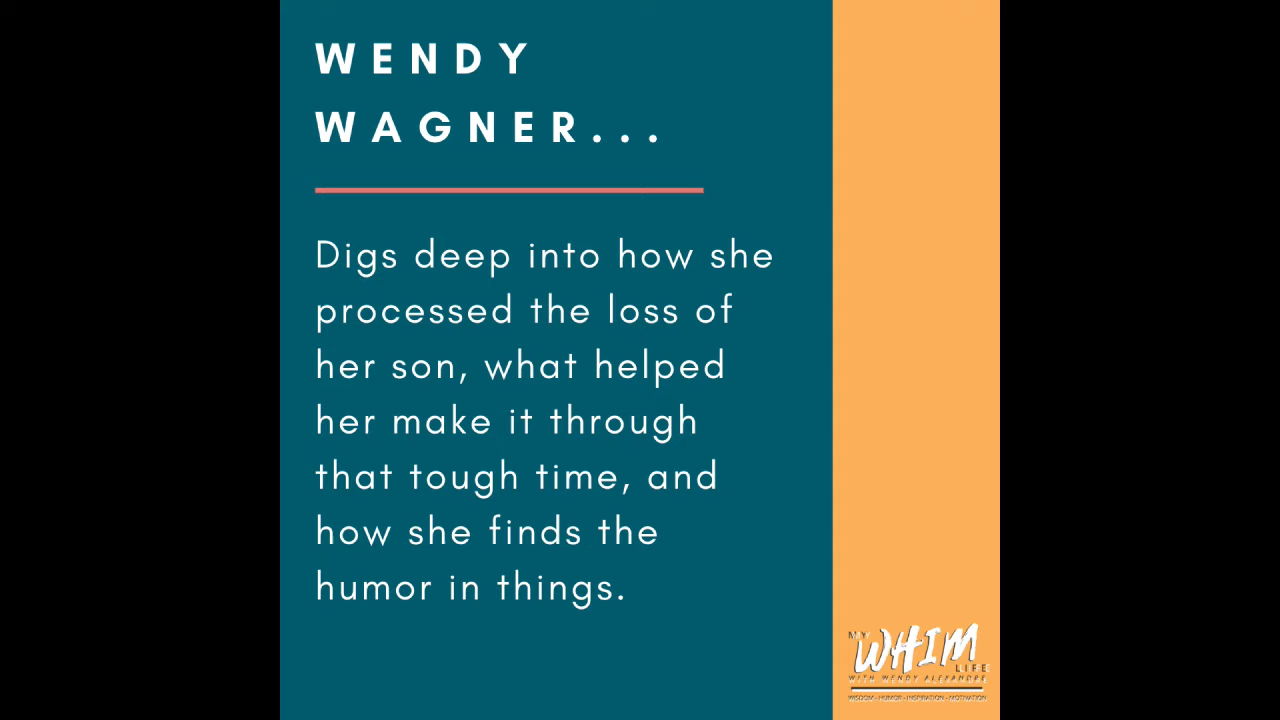 WENDY
WAGNER...
Digs deep into how she
processed the loss of
her son, what helped
her make it through
that tough time, and
how she finds the
humor in things.
MY
WHIM
LIFE
WITH WENDY ALEXANDRE
WISDOM - HUMOR - INSPIRATION - MOTIVATION